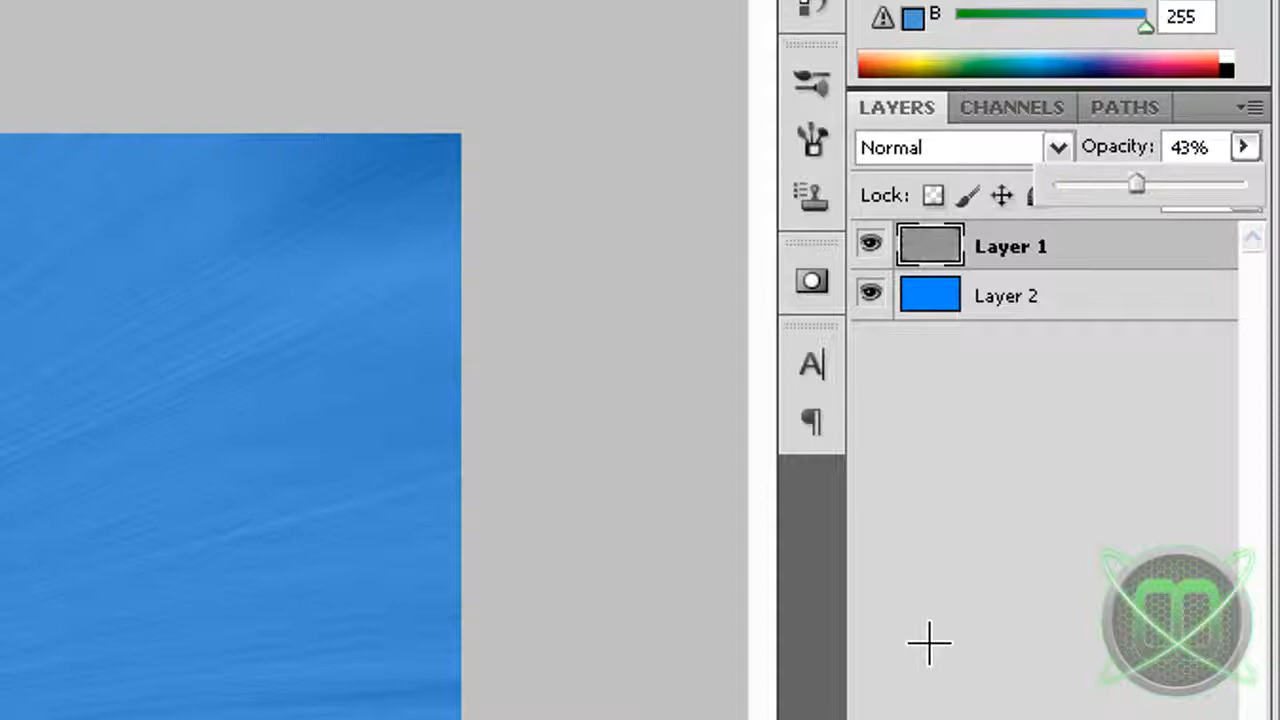 B 255
LAYERS CHANNELS PATHS
Normal Opacity: 43%
Lock:
Layer 1
Layer 2
A
¶
m